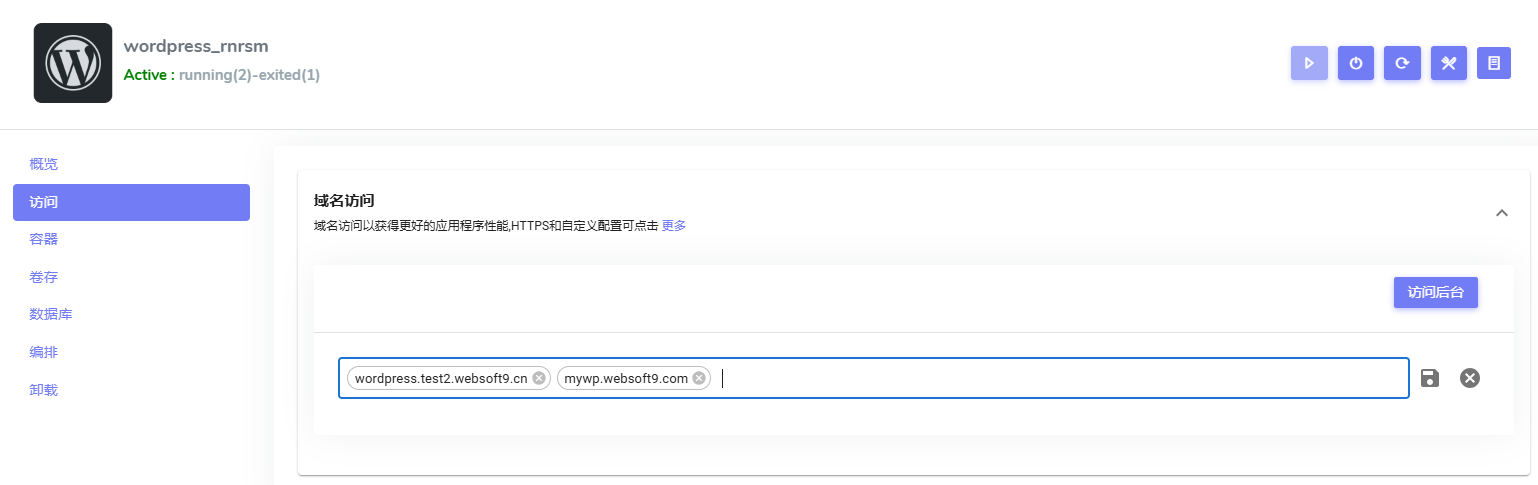 wordpress_rnrsm
Active : running(2)-exited(1)
概览
访问
容器
卷存
数据库
编排
卸载
域名访问
域名访问以获得更好的应用程序性能,HTTPS和自定义配置可点击 更多
访问后台
wordpress.test2.websoft9.cn mywp.websoft9.com